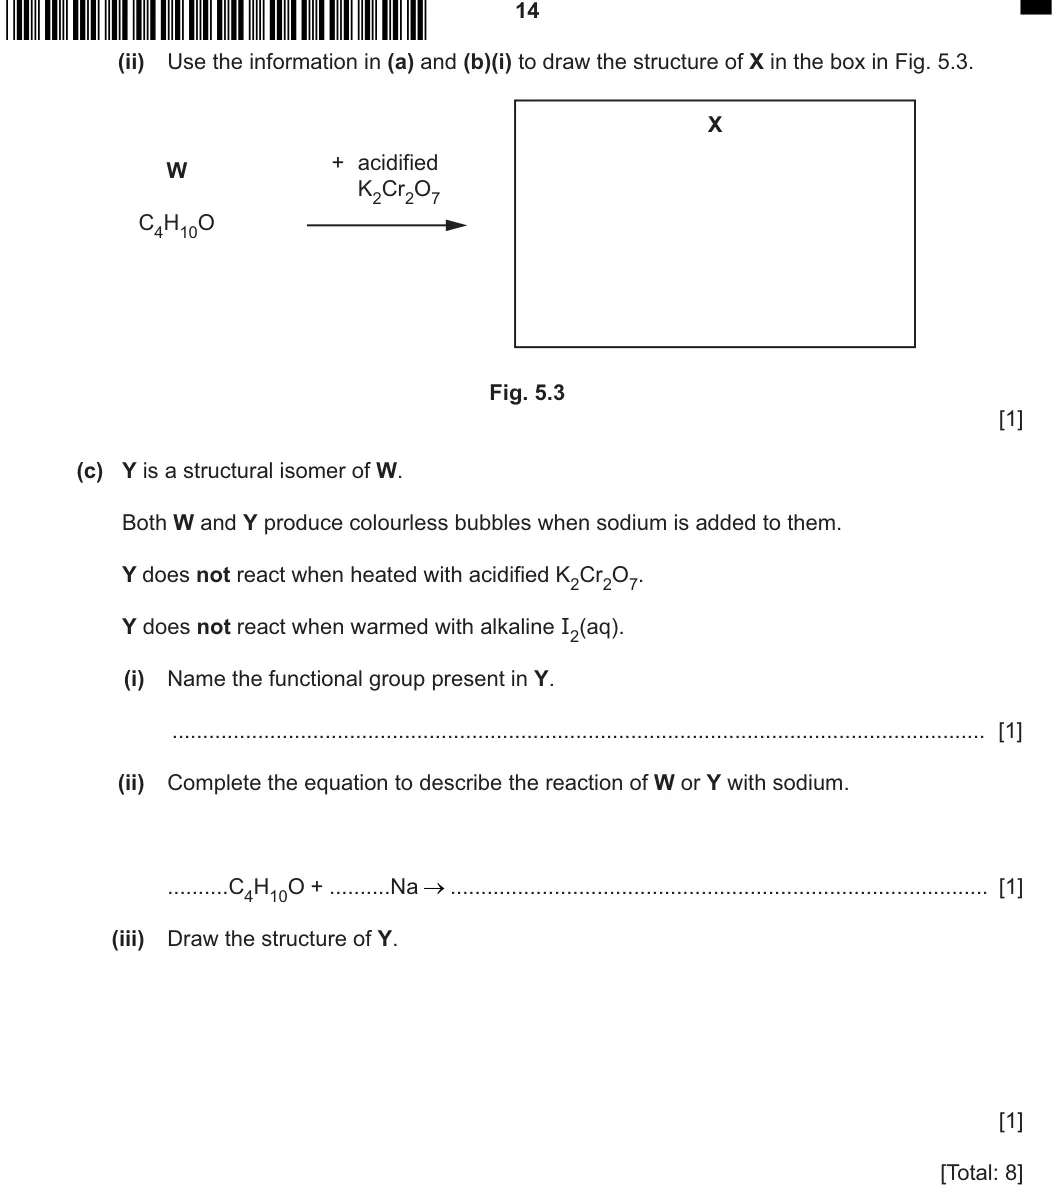 14
(ii) Use the information in (a) and (b)(i) to draw the structure of X in the box in Fig. 5.3.
X
W
+ acidified
K₂Cr₂O₇
C₄H₁₀O
Fig. 5.3
[1]
(c) Y is a structural isomer of W.
Both W and Y produce colourless bubbles when sodium is added to them.
Y does not react when heated with acidified K₂Cr₂O₇.
Y does not react when warmed with alkaline I₂(aq).
(i) Name the functional group present in Y.
...................................................................................................................................... [1]
(ii) Complete the equation to describe the reaction of W or Y with sodium.
..........C₄H₁₀O + ..........Na → ........................................................................................ [1]
(iii) Draw the structure of Y.
[1]
[Total: 8]